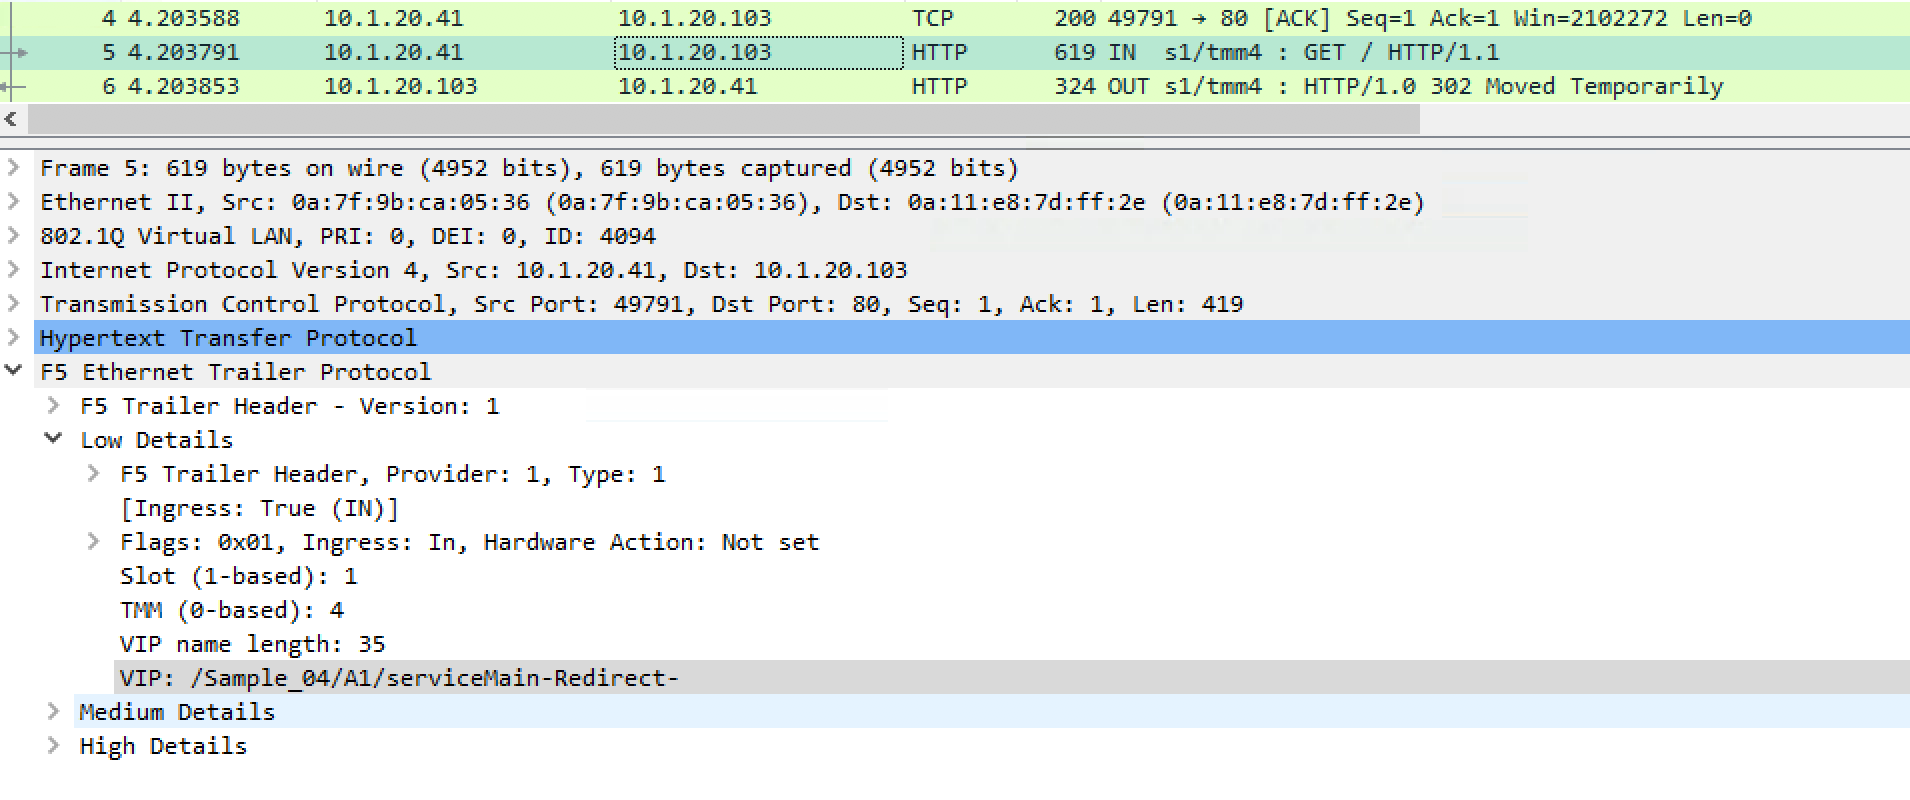 4 4.203588 10.1.20.41 10.1.20.103 TCP 200 49791 → 80 [ACK] Seq=1 Ack=1 Win=2102272 Len=0
5 4.203791 10.1.20.41 10.1.20.103 HTTP 619 IN s1/tmm4 : GET / HTTP/1.1
6 4.203853 10.1.20.103 10.1.20.41 HTTP 324 OUT s1/tmm4 : HTTP/1.0 302 Moved Temporarily
Frame 5: 619 bytes on wire (4952 bits), 619 bytes captured (4952 bits)
Ethernet II, Src: 0a:7f:9b:ca:05:36 (0a:7f:9b:ca:05:36), Dst: 0a:11:e8:7d:ff:2e (0a:11:e8:7d:ff:2e)
802.1Q Virtual LAN, PRI: 0, DEI: 0, ID: 4094
Internet Protocol Version 4, Src: 10.1.20.41, Dst: 10.1.20.103
Transmission Control Protocol, Src Port: 49791, Dst Port: 80, Seq: 1, Ack: 1, Len: 419
Hypertext Transfer Protocol
F5 Ethernet Trailer Protocol
F5 Trailer Header - Version: 1
Low Details
F5 Trailer Header, Provider: 1, Type: 1
[Ingress: True (IN)]
Flags: 0x01, Ingress: In, Hardware Action: Not set
Slot (1-based): 1
TMM (0-based): 4
VIP name length: 35
VIP: /Sample_04/A1/serviceMain-Redirect-
Medium Details
High Details